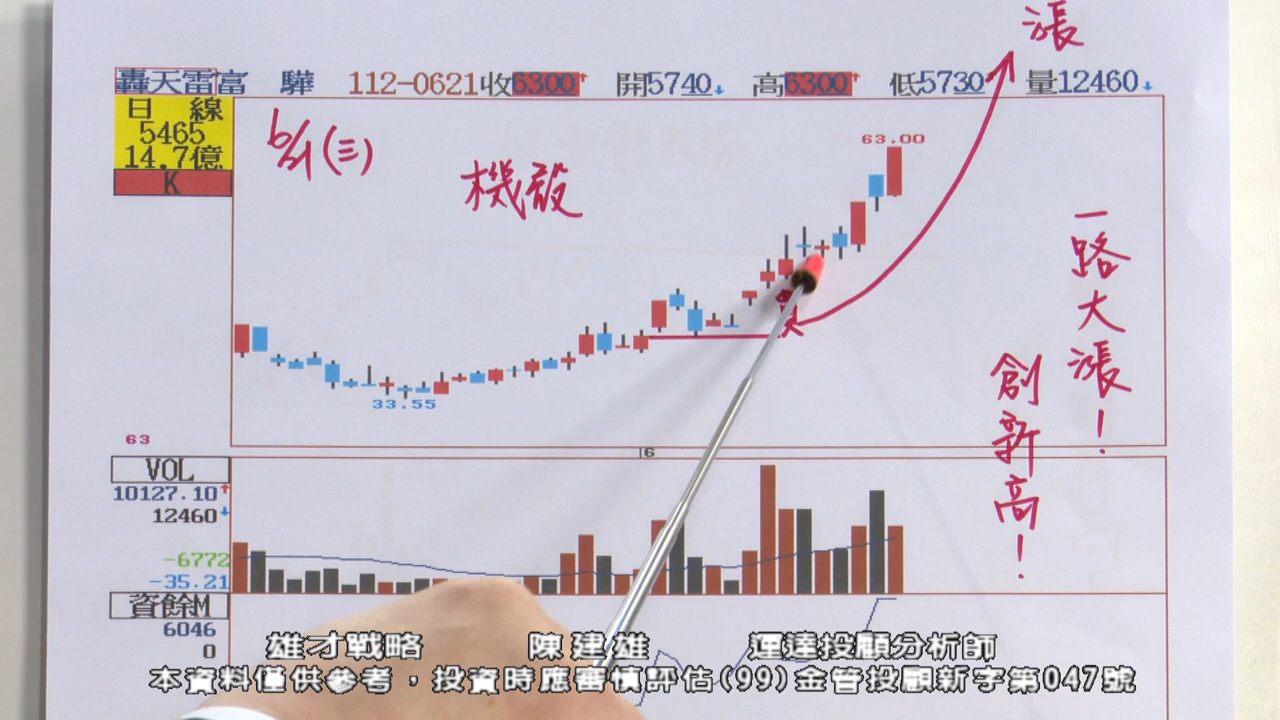 漲
轟天雷富 驊 112-0621收6300↑ 開5740↓ 高6300↑ 低5730↑ 量12460↓
日 線
5465
14.7億
K
6/21(三)
機殼
63.00
買
33.55
63
6
一路大漲!
創新高!
VOL
10127.10↑
12460↓
-6772
-35.21
資餘M
6046
0
雄才戰略 陳建雄 運達投顧分析師
本資料僅供參考,投資時應審慎評估(99)金管投顧新字第047號